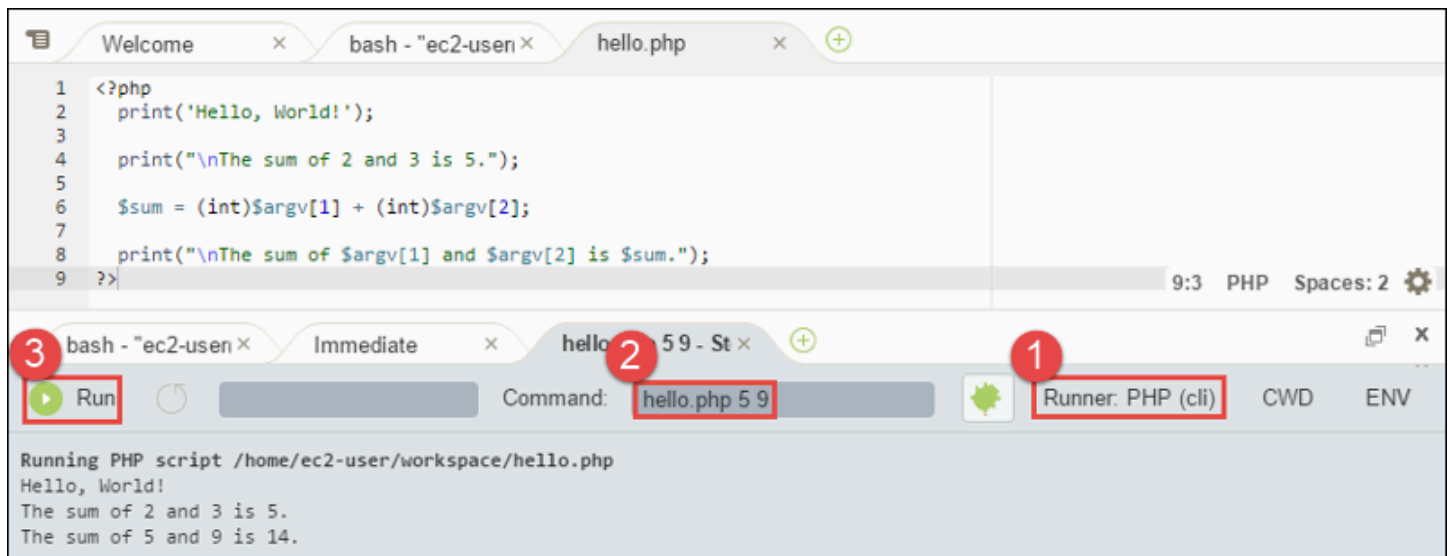 Welcome × bash - "ec2-user × hello.php ×
1 <?php
2 print('Hello, World!');
3
4 print("\nThe sum of 2 and 3 is 5.");
5
6 $sum = (int)$argv[1] + (int)$argv[2];
7
8 print("\nThe sum of $argv[1] and $argv[2] is $sum.");
9 ?>
9:3 PHP Spaces: 2
3 bash - "ec2-user × Immediate × hello 2 5 9 - St × 1 x
Run Command: hello.php 5 9 Runner: PHP (cli) CWD ENV
Running PHP script /home/ec2-user/workspace/hello.php
Hello, World!
The sum of 2 and 3 is 5.
The sum of 5 and 9 is 14.